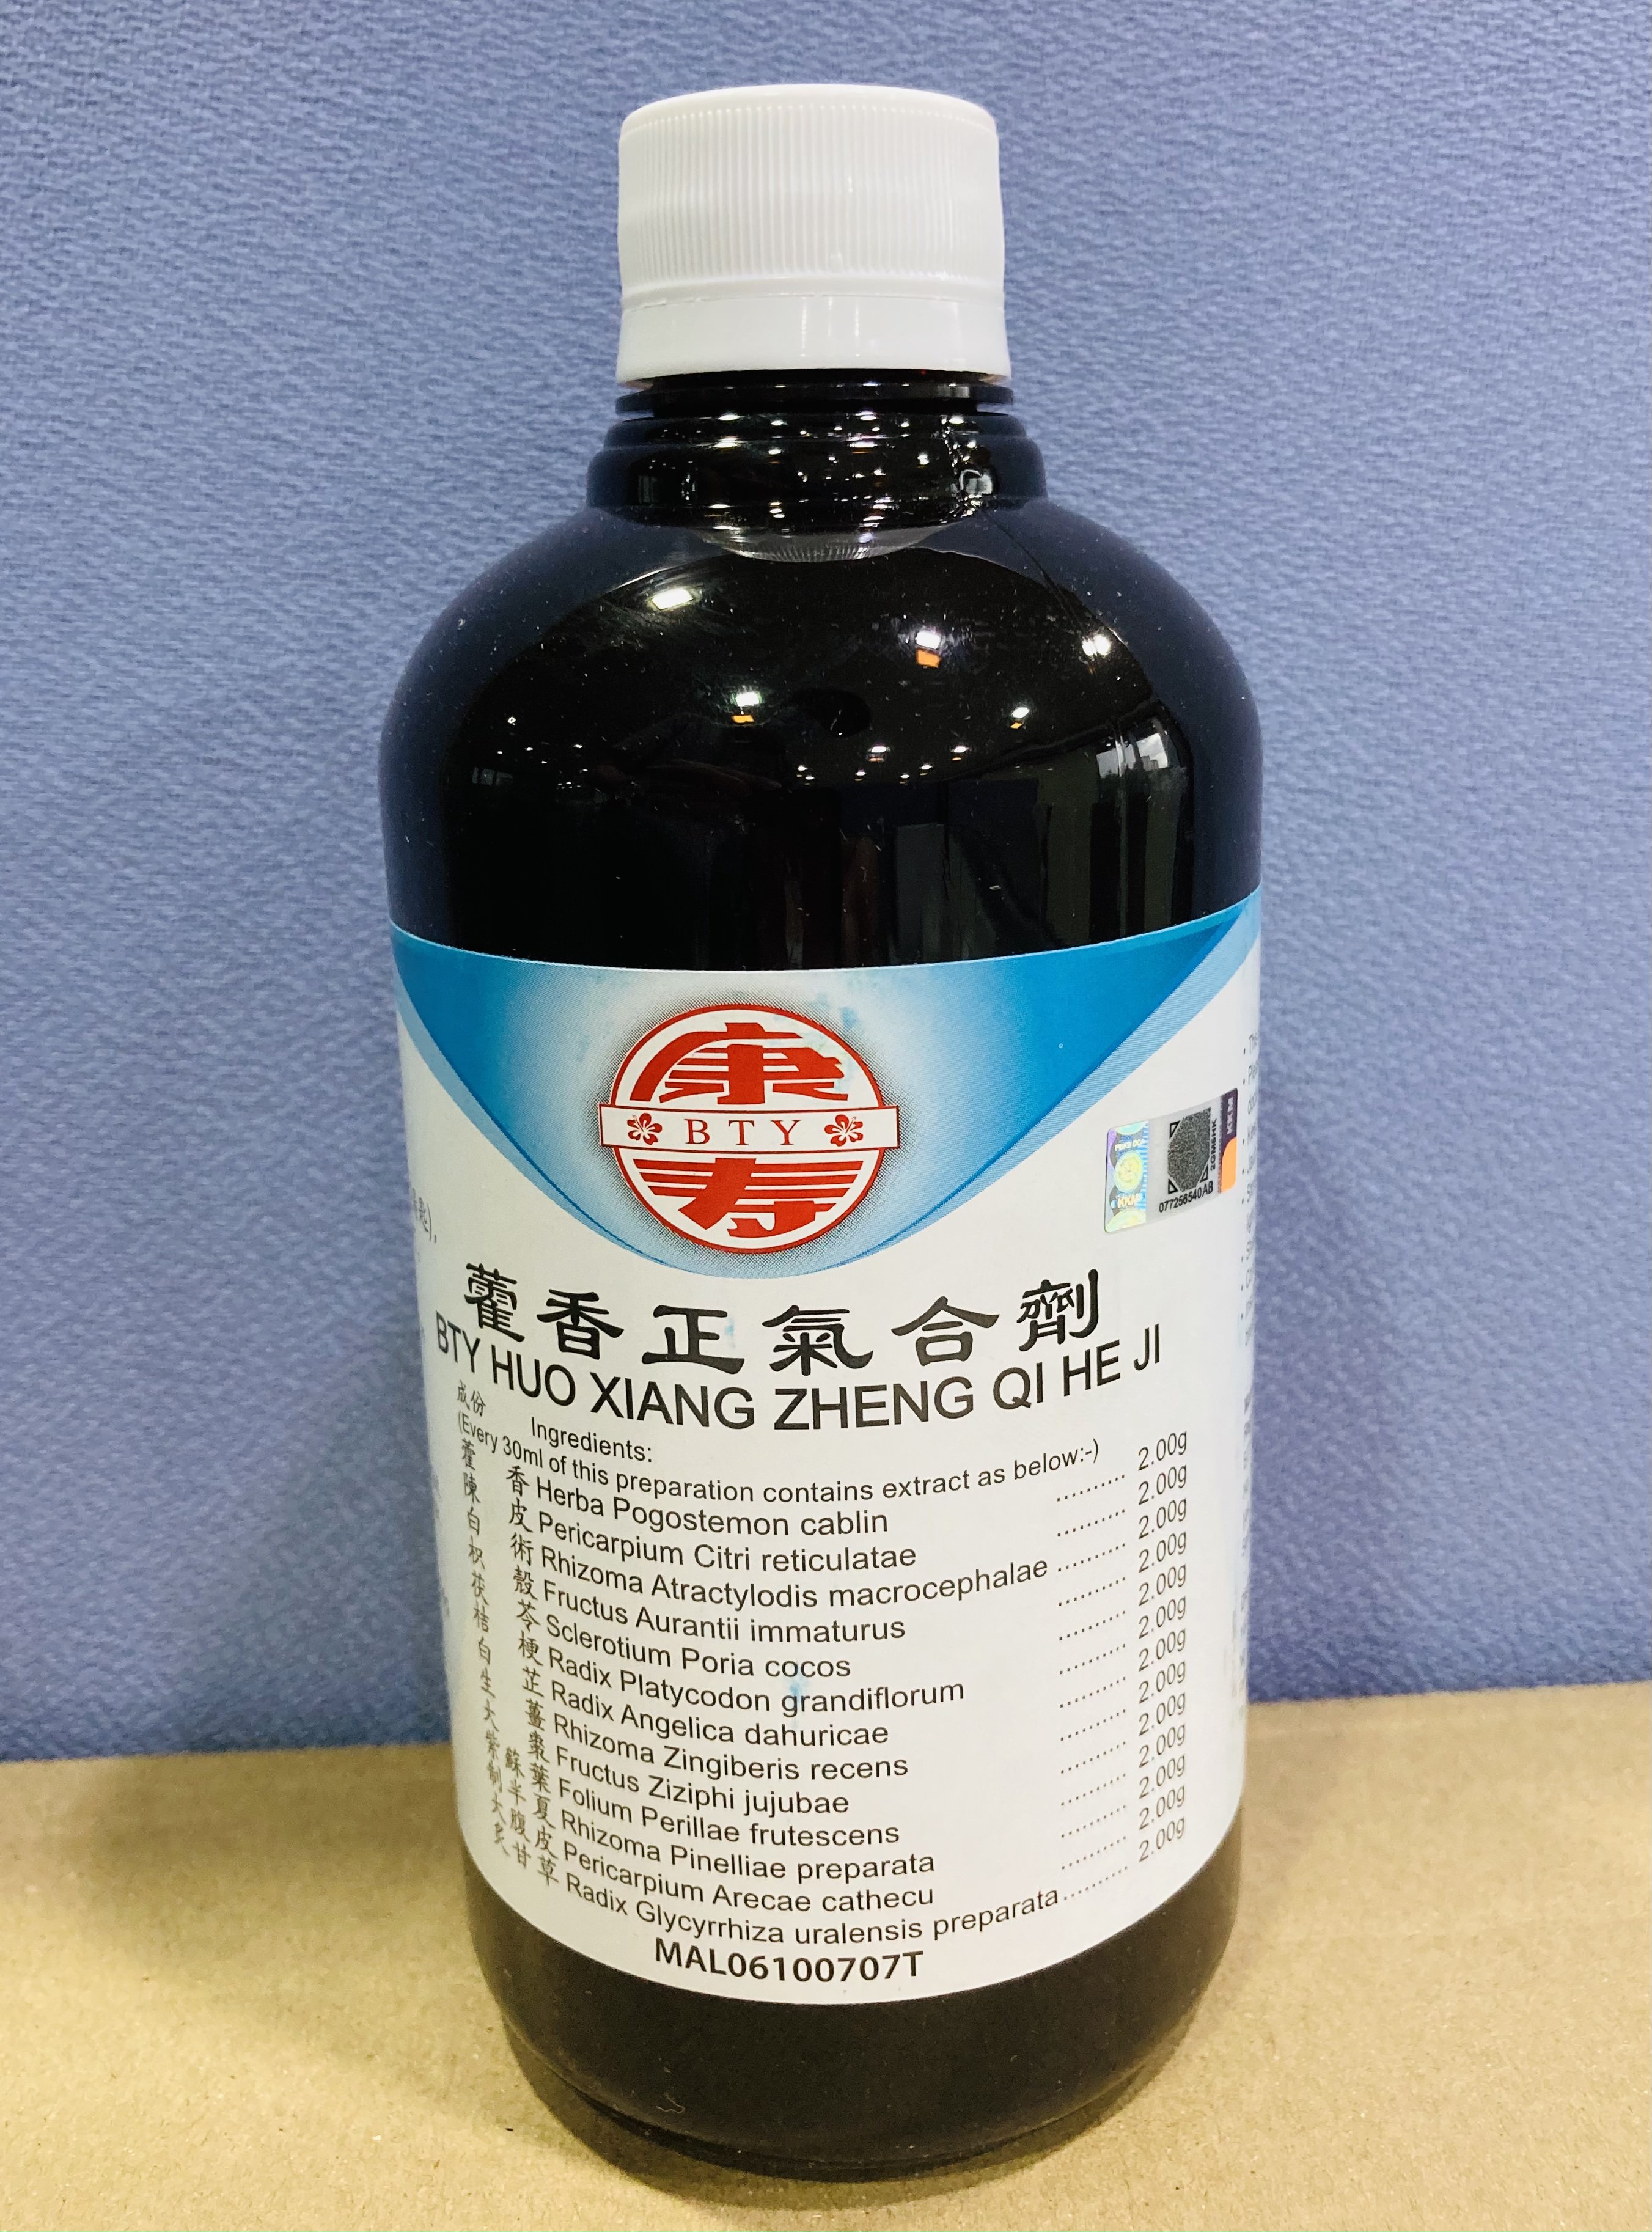 康
BTY
寿
KKM
HKM
2GM6HK
077256540AB
藿香正氣合劑
BTY HUO XIANG ZHENG QI HE JI
成份 Ingredients:
(Every 30ml of this preparation contains extract as below:-)
藿香 Herba Pogostemon cablin .......... 2.00g
陳皮 Pericarpium Citri reticulatae .......... 2.00g
白術 Rhizoma Atractylodis macrocephalae .......... 2.00g
枳殼 Fructus Aurantii immaturus .......... 2.00g
茯苓 Sclerotium Poria cocos .......... 2.00g
桔梗 Radix Platycodon grandiflorum .......... 2.00g
白芷 Radix Angelica dahuricae .......... 2.00g
生薑 Rhizoma Zingiberis recens .......... 2.00g
大棗 Fructus Ziziphi jujubae .......... 2.00g
紫蘇葉 Folium Perillae frutescens .......... 2.00g
制半夏 Rhizoma Pinelliae preparata .......... 2.00g
大腹皮 Pericarpium Arecae cathecu .......... 2.00g
炙甘草 Radix Glycyrrhiza uralensis preparata .......... 2.00g
MAL06100707T